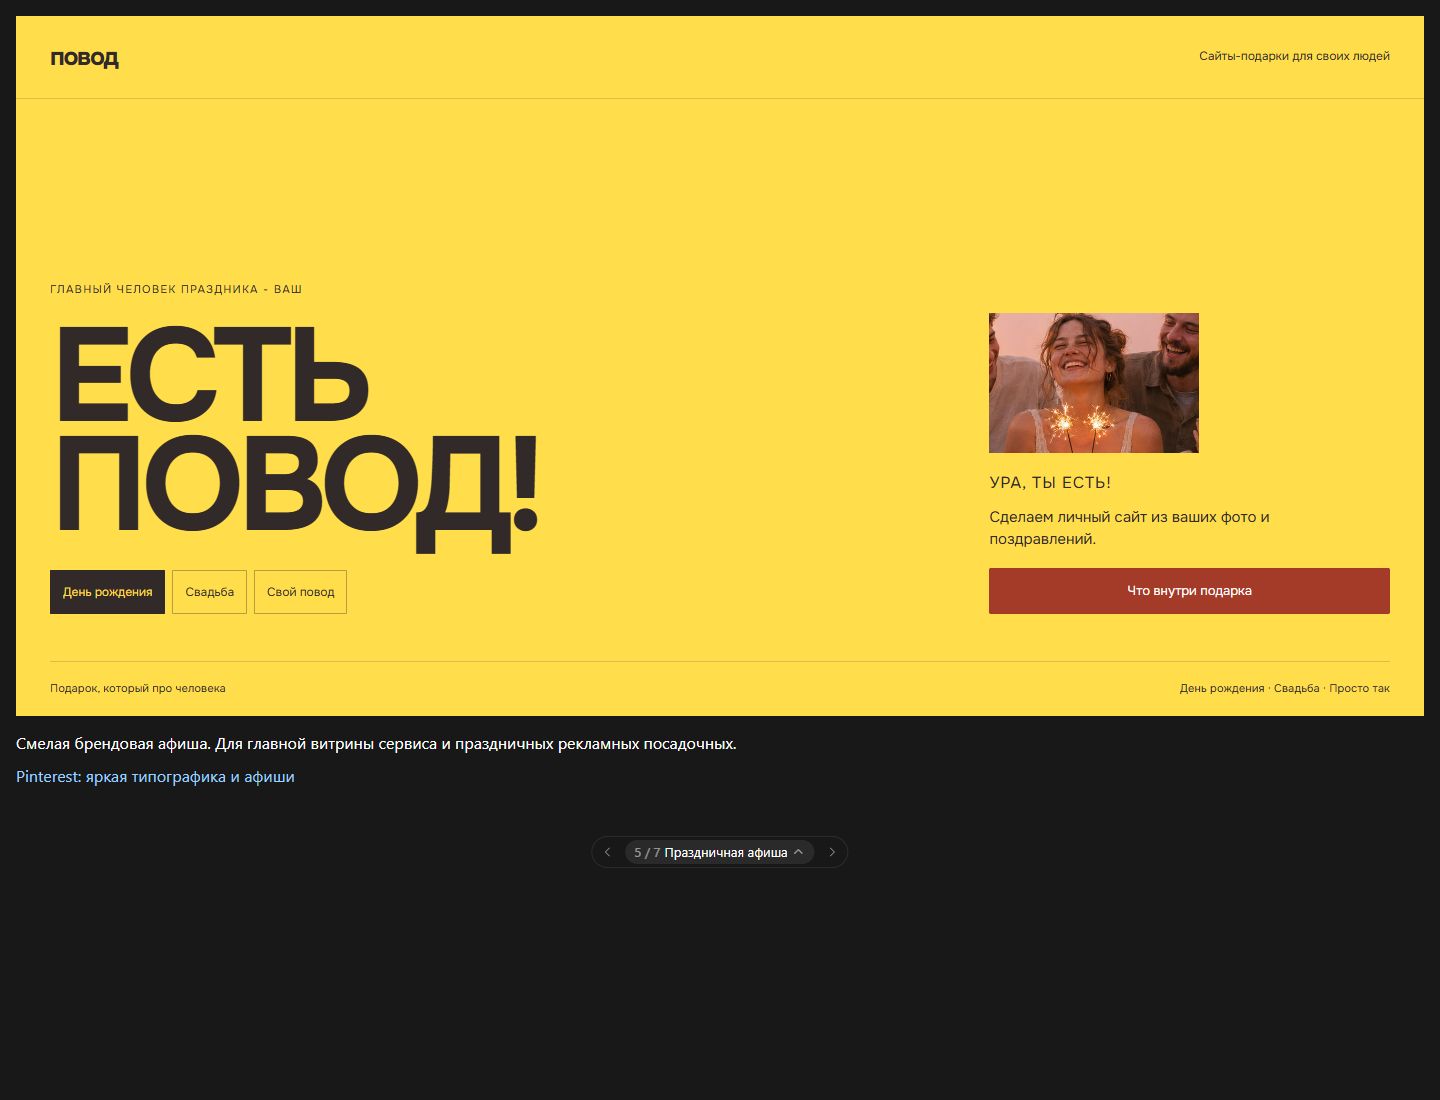 ПОВОД
Сайты-подарки для своих людей
ГЛАВНЫЙ ЧЕЛОВЕК ПРАЗДНИКА - ВАШ
ЕСТЬ
ПОВОД!
День рождения
Свадьба
Свой повод
УРА, ТЫ ЕСТЬ!
Сделаем личный сайт из ваших фото и
поздравлений.
Что внутри подарка
Подарок, который про человека
День рождения · Свадьба · Просто так
Смелая брендовая афиша. Для главной витрины сервиса и праздничных рекламных посадочных.
Pinterest: яркая типографика и афиши
5 / 7 Праздничная афиша